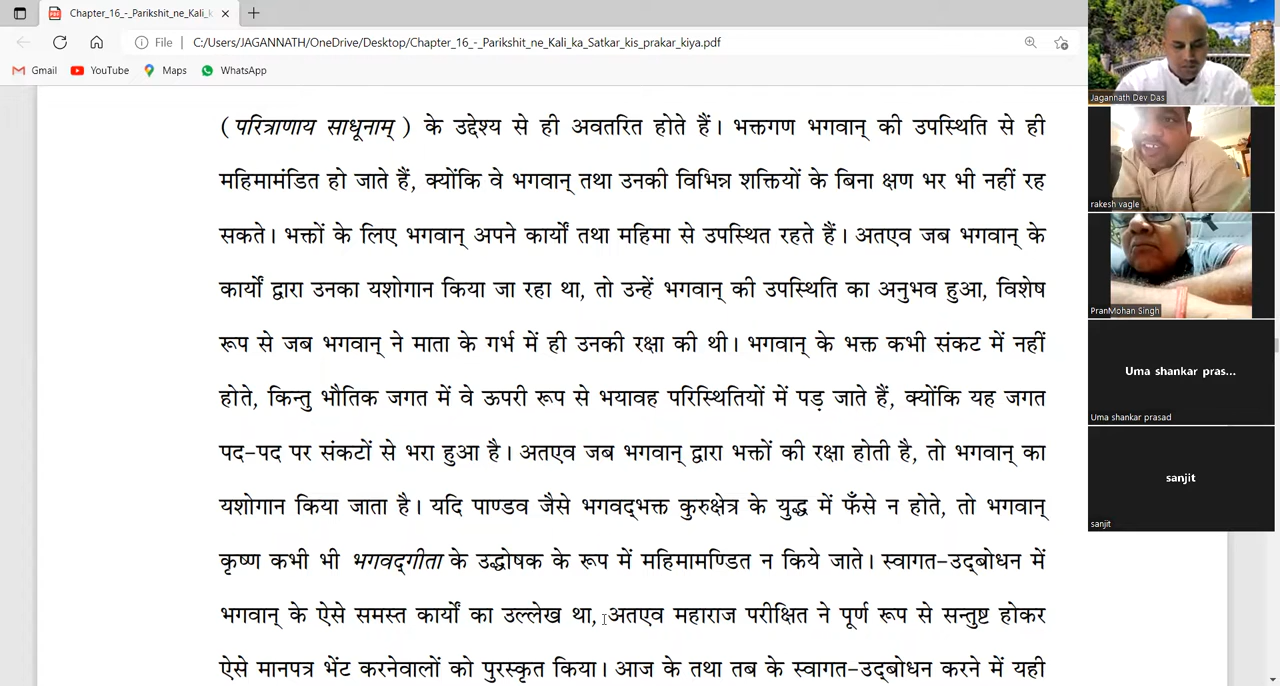 Chapter_16_-_Parikshit_ne_Kali_k
File
C:/Users/JAGANNATH/OneDrive/Desktop/Chapter_16_-_Parikshit_ne_Kali_ka_Satkar_kis_prakar_kiya.pdf
Gmail YouTube Maps WhatsApp
(परित्राणाय साधूनाम् ) के उद्देश्य से ही अवतरित होते हैं। भक्तगण भगवान् की उपस्थिति से ही
महिमामंडित हो जाते हैं, क्योंकि वे भगवान् तथा उनकी विभिन्न शक्तियों के बिना क्षण भर भी नहीं रह
सकते। भक्तों के लिए भगवान् अपने कार्यों तथा महिमा से उपस्थित रहते हैं। अतएव जब भगवान् के
कार्यों द्वारा उनका यशोगान किया जा रहा था, तो उन्हें भगवान् की उपस्थिति का अनुभव हुआ, विशेष
रूप से जब भगवान् ने माता के गर्भ में ही उनकी रक्षा की थी। भगवान् के भक्त कभी संकट में नहीं
होते, किन्तु भौतिक जगत में वे ऊपरी रूप से भयावह परिस्थितियों में पड़ जाते हैं, क्योंकि यह जगत
पद-पद पर संकटों से भरा हुआ है। अतएव जब भगवान् द्वारा भक्तों की रक्षा होती है, तो भगवान् का
यशोगान किया जाता है। यदि पाण्डव जैसे भगवद्‌भक्त कुरुक्षेत्र के युद्ध में फँसे न होते, तो भगवान्
कृष्ण कभी भी भगवद्‌गीता के उद्घोषक के रूप में महिमामण्डित न किये जाते। स्वागत-उद्‌बोधन में
भगवान् के ऐसे समस्त कार्यों का उल्लेख था, अतएव महाराज परीक्षित ने पूर्ण रूप से सन्तुष्ट होकर
ऐसे मानपत्र भेंट करनेवालों को पुरस्कृत किया। आज के तथा तब के स्वागत-उद्‌बोधन करने में यही
Jagannath Dev Das
rakesh vagle
PranMohan Singh
Uma shankar pras...
Uma shankar prasad
sanjit
sanjit